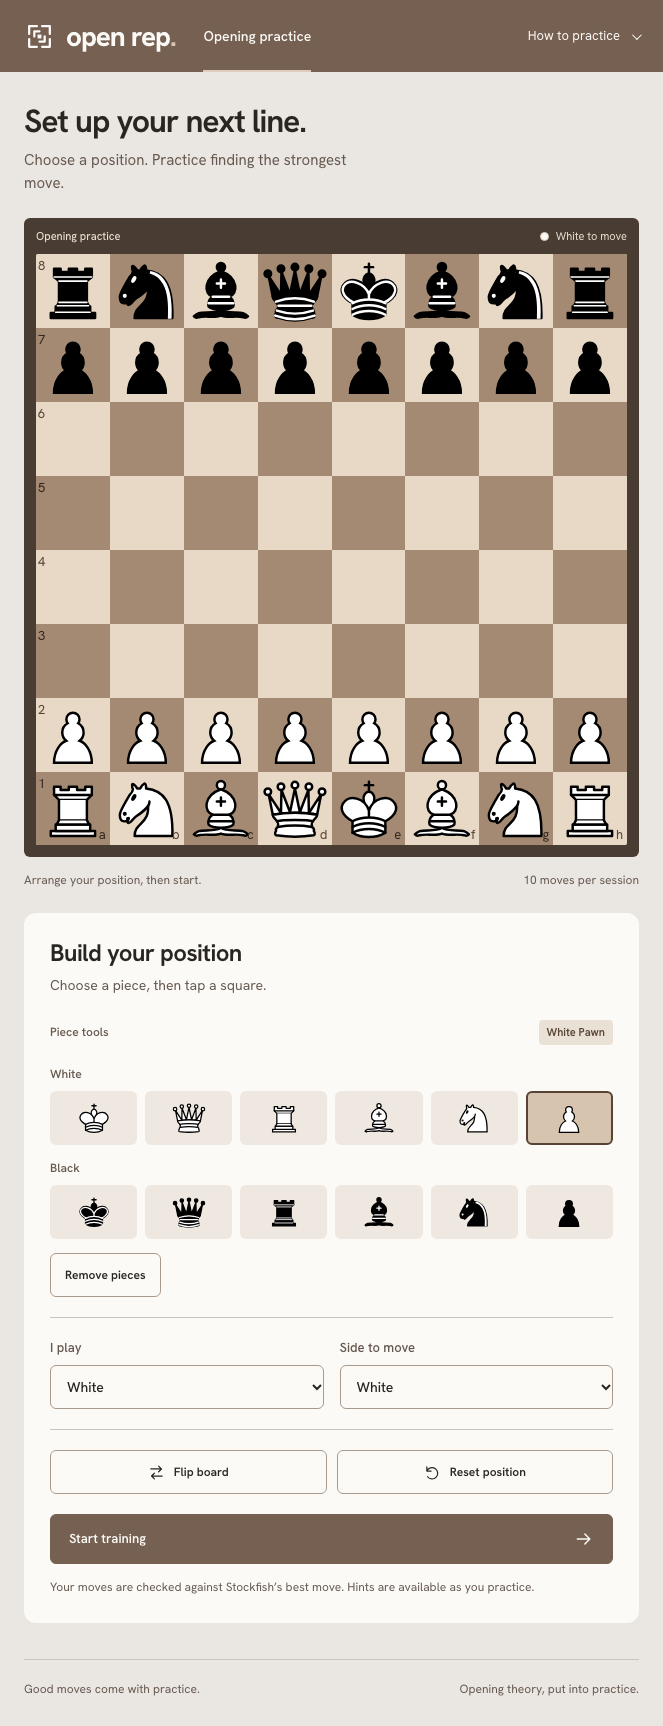 open rep.
Opening practice
How to practice
Set up your next line.
Choose a position. Practice finding the strongest
move.
Opening practice
White to move
8
7
6
5
4
3
2
1
a b c d e f g h
Arrange your position, then start.
10 moves per session
Build your position
Choose a piece, then tap a square.
Piece tools
White Pawn
White
Black
Remove pieces
I play
Side to move
White
White
Flip board
Reset position
Start training
Your moves are checked against Stockfish’s best move. Hints are available as you practice.
Good moves come with practice.
Opening theory, put into practice.